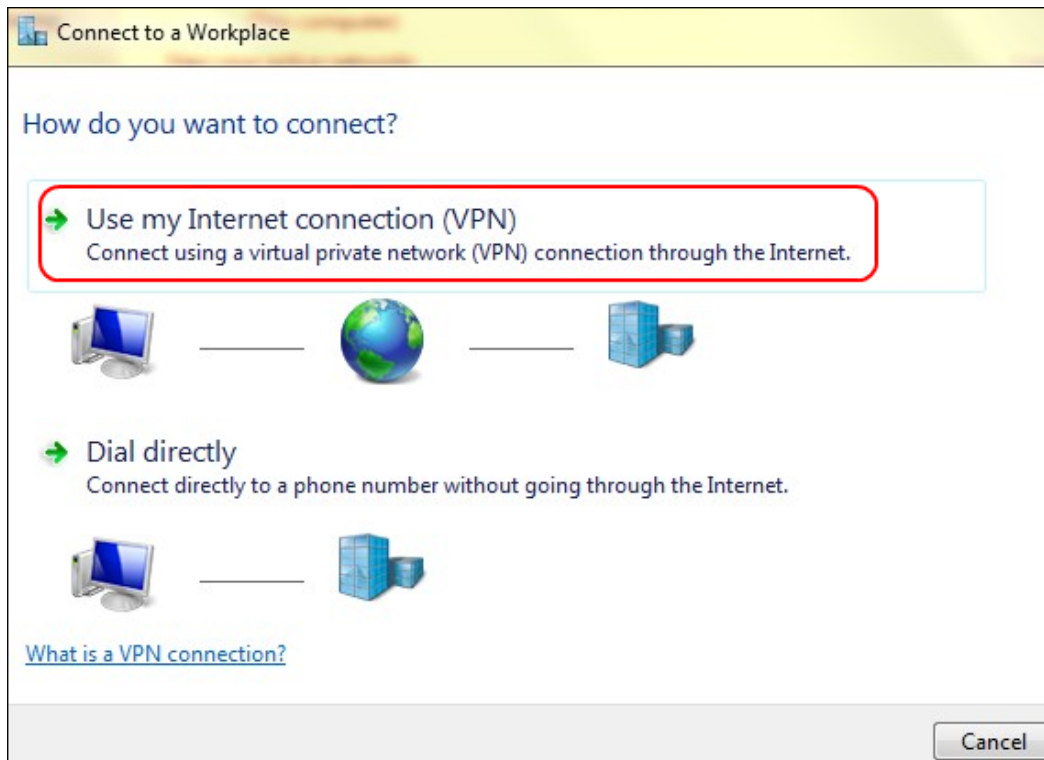 Connect to a Workplace
How do you want to connect?
Use my Internet connection (VPN)
Connect using a virtual private network (VPN) connection through the Internet.
Dial directly
Connect directly to a phone number without going through the Internet.
What is a VPN connection?
Cancel